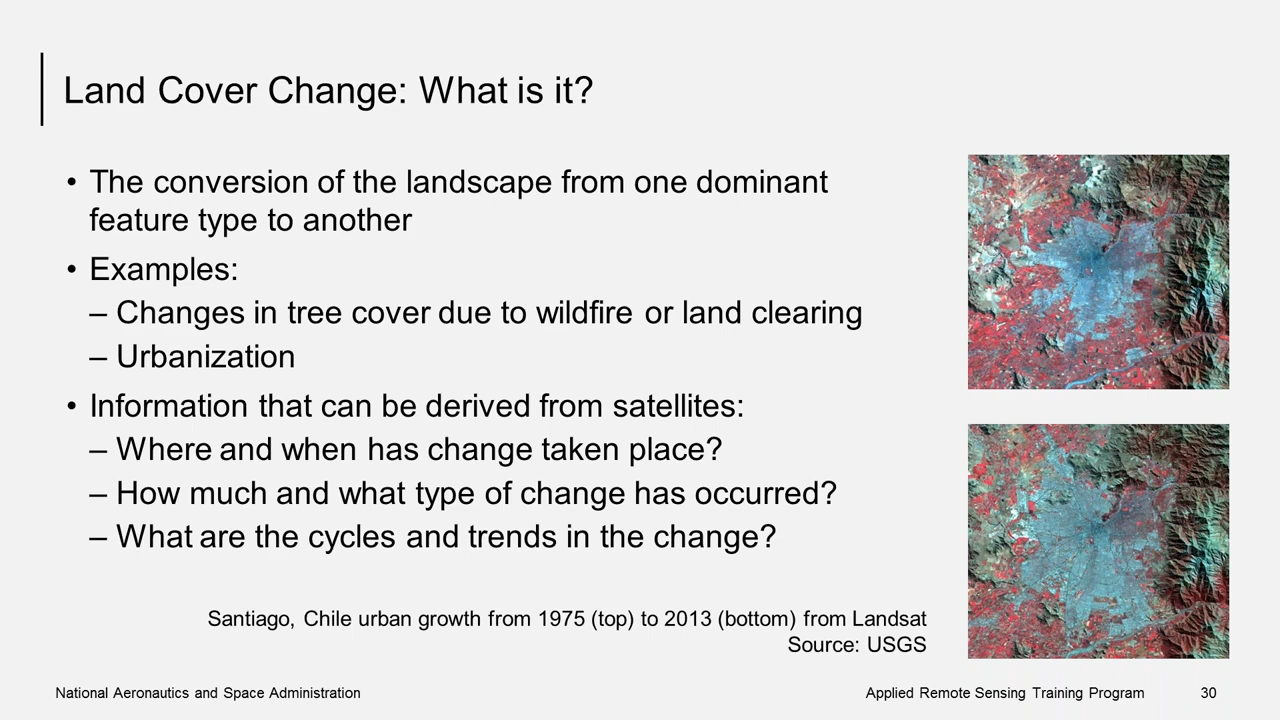 Land Cover Change: What is it?
• The conversion of the landscape from one dominant
feature type to another
• Examples:
– Changes in tree cover due to wildfire or land clearing
– Urbanization
• Information that can be derived from satellites:
– Where and when has change taken place?
– How much and what type of change has occurred?
– What are the cycles and trends in the change?
Santiago, Chile urban growth from 1975 (top) to 2013 (bottom) from Landsat
Source: USGS
National Aeronautics and Space Administration
Applied Remote Sensing Training Program
30